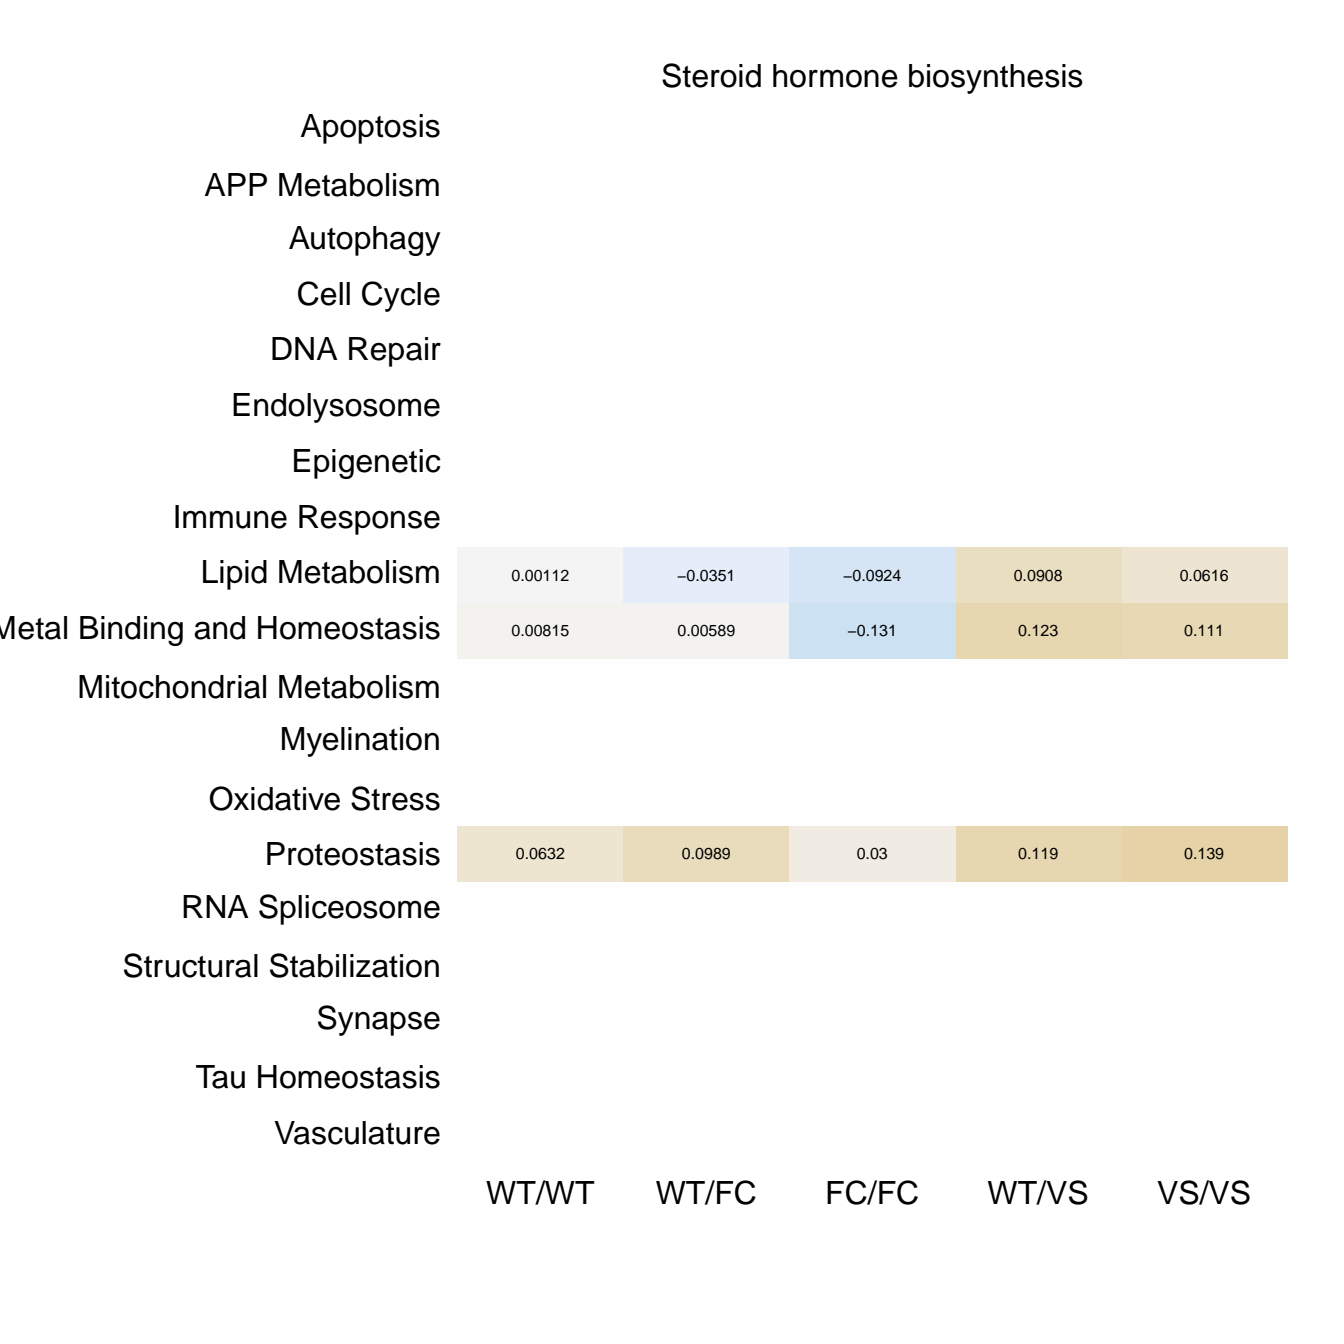 Steroid hormone biosynthesis
Apoptosis
APP Metabolism
Autophagy
Cell Cycle
DNA Repair
Endolysosome
Epigenetic
Immune Response
Lipid Metabolism 0.00112 −0.0351 −0.0924 0.0908 0.0616
Metal Binding and Homeostasis 0.00815 0.00589 −0.131 0.123 0.111
Mitochondrial Metabolism
Myelination
Oxidative Stress
Proteostasis 0.0632 0.0989 0.03 0.119 0.139
RNA Spliceosome
Structural Stabilization
Synapse
Tau Homeostasis
Vasculature
WT/WT WT/FC FC/FC WT/VS VS/VS